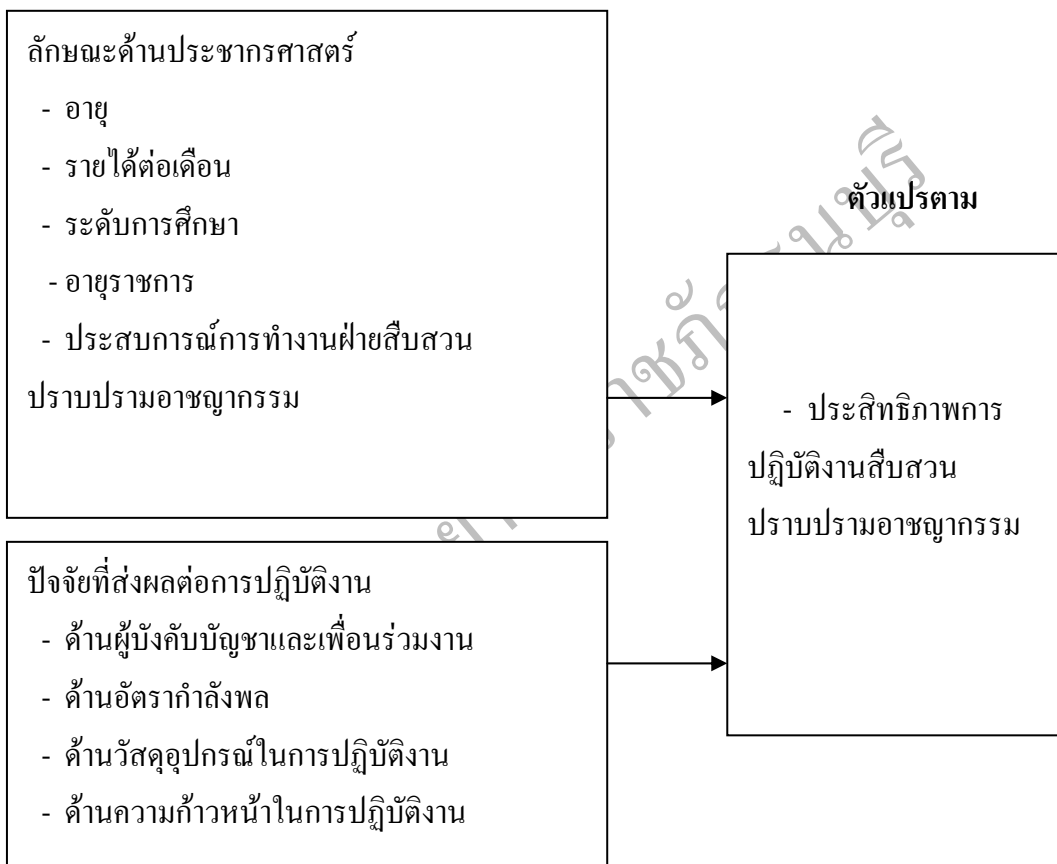 ลักษณะด้านประชากรศาสตร์
- อายุ
- รายได้ต่อเดือน
- ระดับการศึกษา
- อายุราชการ
- ประสบการณ์การทำงานฝ่ายสืบสวน
ปราบปรามอาชญากรรม
ปัจจัยที่ส่งผลต่อการปฏิบัติงาน
- ด้านผู้บังคับบัญชาและเพื่อนร่วมงาน
- ด้านอัตรากำลังพล
- ด้านวัสดุอุปกรณ์ในการปฏิบัติงาน
- ด้านความก้าวหน้าในการปฏิบัติงาน
ตัวแปรตาม
- ประสิทธิภาพการ
ปฏิบัติงานสืบสวน
ปราบปรามอาชญากรรม